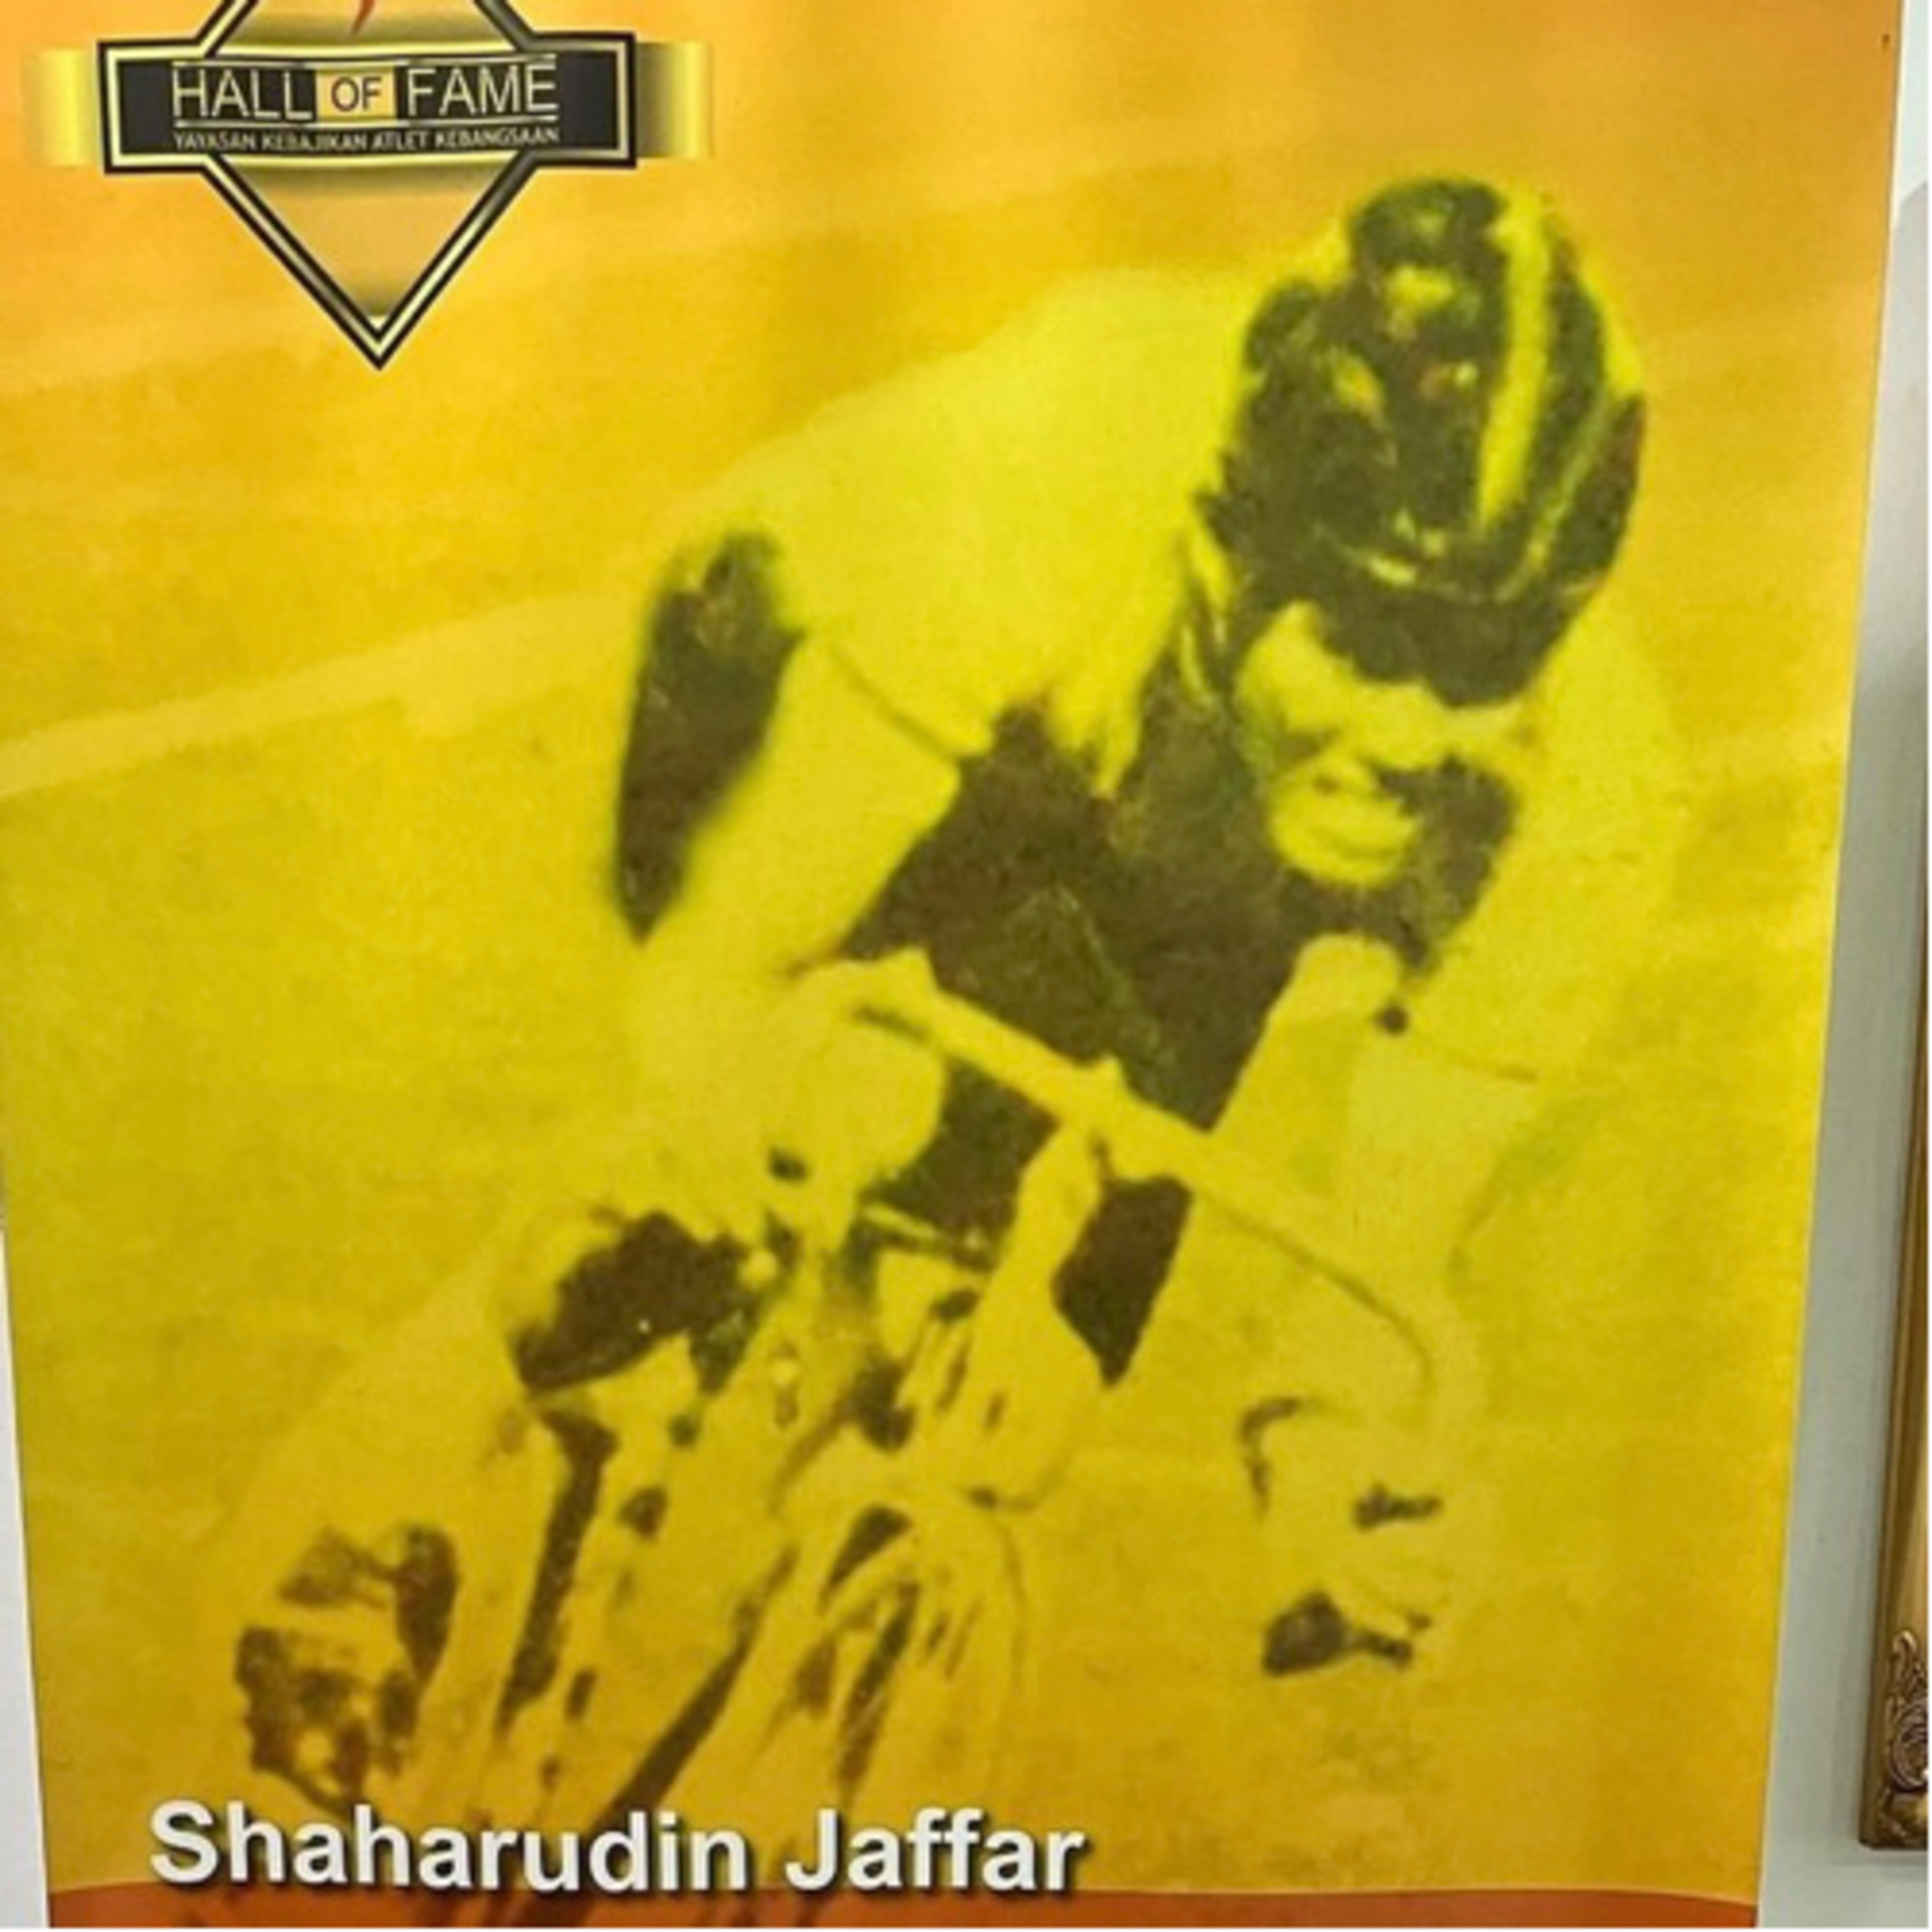 HALL OF FAME
YAYASAN KEBAJIKAN ATLET KEBANGSAAN
Shaharudin Jaffar